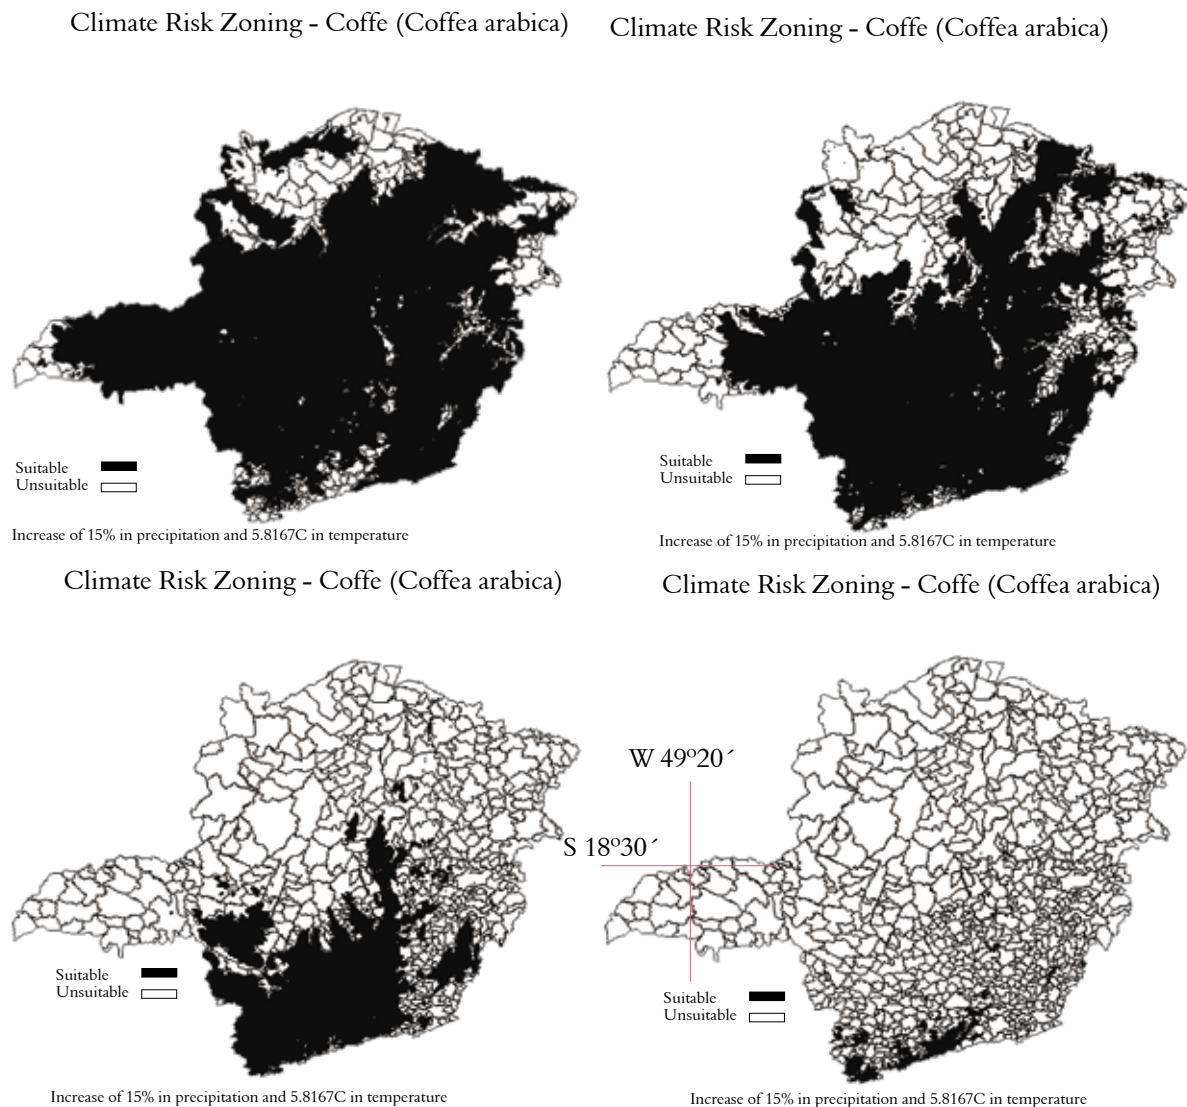 Climate Risk Zoning - Coffe (Coffea arabica)
Climate Risk Zoning - Coffe (Coffea arabica)
Suitable
Unsuitable
Increase of 15% in precipitation and 5.8167C in temperature
Suitable
Unsuitable
Increase of 15% in precipitation and 5.8167C in temperature
Climate Risk Zoning - Coffe (Coffea arabica)
Climate Risk Zoning - Coffe (Coffea arabica)
W 49º20´
S 18º30´
Suitable
Unsuitable
Increase of 15% in precipitation and 5.8167C in temperature
Suitable
Unsuitable
Increase of 15% in precipitation and 5.8167C in temperature